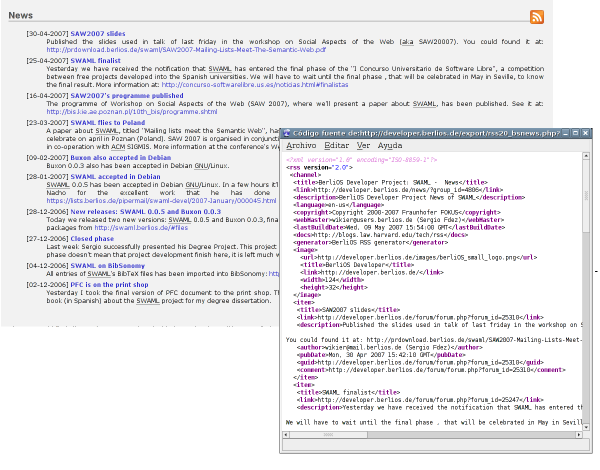 News
[30-04-2007] SAW2007 slides
Published the slides used in talk of last friday in the workshop on Social Aspects of the Web (aka SAW20007). You could found it at:
http://prdownload.berlios.de/swaml/SAW2007-Mailing-Lists-Meet-The-Semantic-Web.pdf
[25-04-2007] SWAML finalist
Yesterday we have received the notification that SWAML has entered the final phase of the "I Concurso Universitario de Software Libre", a competition
between free projects developed into the Spanish universities. We will have to wait until the final phase , that will be celebrated in May in Seville, to know
the final result. More information at: http://concursosoftwarelibre.us.es/noticias.html#finalistas
[16-04-2007] SAW2007's programme published
The programme of Workshop on Social Aspects of the Web (SAW 2007), where we'll present a paper about SWAML, has been published. See it at:
http://bis.kie.ae.poznan.pl/10th_bis/programme.shtml
[23-03-2007] SWAML flies to Poland
A paper about SWAML, titled "Mailing lists meet the Semantic Web", has
celebrate on april in Poznan (Poland). SAW 2007 is organised in conjunction
in co-operation with ACM SIGMIS. More information at the conference's We
[09-02-2007] Buxon also accepted in Debian
Buxon 0.0.3 also has been accepted in Debian GNU/Linux.
[28-01-2007] SWAML accepted in Debian
SWAML 0.0.5 has been accepted in Debian GNU/Linux. In a few hours it'l
Nacho for the excellent work that he has done
https://lists.berlios.de/pipermail/swaml-devel/2007-January/000045.html
[28-12-2006] New releases: SWAML 0.0.5 and Buxon 0.0.3
Today we released two new versions: SWAML 0.0.5 and Buxon 0.0.3, fina
packages from http://swaml.berlios.de/#files
[27-12-2006] Closed phase
Last week Sergio successfully presented his Degree Project. This project
phase doesn't mean that project development finish here, it is left much w
[04-12-2006] SWAML on BibSonomy
All entries of SWAML's BibTeX files has been imported into BibSonomy: http
[02-12-2006] PFC is on the print shop
Yesterday I took the final version of PFC document to the print shop. Th
book (in Spanish) about the SWAML project for my degree dissertation.
Código fuente de:http://developer.berlios.de/export/rss20_bsnews.php?
Archivo Editar Ver Ayuda
<?xml version="1.0" encoding="ISO-8859-1"?>
<rss version="2.0">
<channel>
<title>BerliOS Developer Project: SWAML - News</title>
<link>http://developer.berlios.de/news/?group_id=4806</link>
<description>BerliOS Developer Project News of SWAML</description>
<language>en-us</language>
<copyright>Copyright 2000-2007 Fraunhofer FOKUS</copyright>
<webMaster>wikier@users.berlios.de (Sergio Fdez)</webMaster>
<lastBuildDate>Wed, 09 May 2007 15:54:00 GMT</lastBuildDate>
<docs>http://blogs.law.harvard.edu/tech/rss</docs>
<generator>BerliOS RSS generator</generator>
<image>
<url>http://developer.berlios.de/images/berliOS_small_logo.png</url>
<title>BerliOS Developer</title>
<link>http://developer.berlios.de/</link>
<width>124</width>
<height>32</height>
</image>
<item>
<title>SAW2007 slides</title>
<link>http://developer.berlios.de/forum/forum.php?forum_id=25310</link>
<description>Published the slides used in talk of last friday in the workshop on S
You could found it at: http://prdownload.berlios.de/swaml/SAW2007-Mailing-Lists-Meet-
<author>wikier@mail.berlios.de (Sergio Fdez)</author>
<pubDate>Mon, 30 Apr 2007 15:42:10 GMT</pubDate>
<guid>http://developer.berlios.de/forum/forum.php?forum_id=25310</guid>
<comment>http://developer.berlios.de/forum/forum.php?forum_id=25310</comment>
</item>
<item>
<title>SWAML finalist</title>
<link>http://developer.berlios.de/forum/forum.php?forum_id=25247</link>
<description>Yesterday we have received the notification that SWAML has entered th
We will have to wait until the final phase , that will be celebrated in May in Sevill